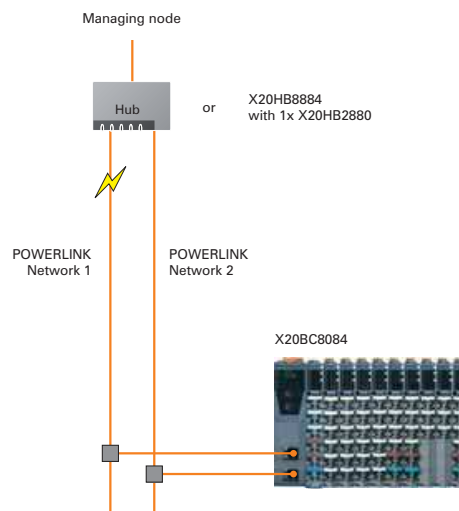 Managing node
Hub
or
X20HB8884
with 1x X20HB2880
POWERLINK
Network 1
POWERLINK
Network 2
X20BC8084